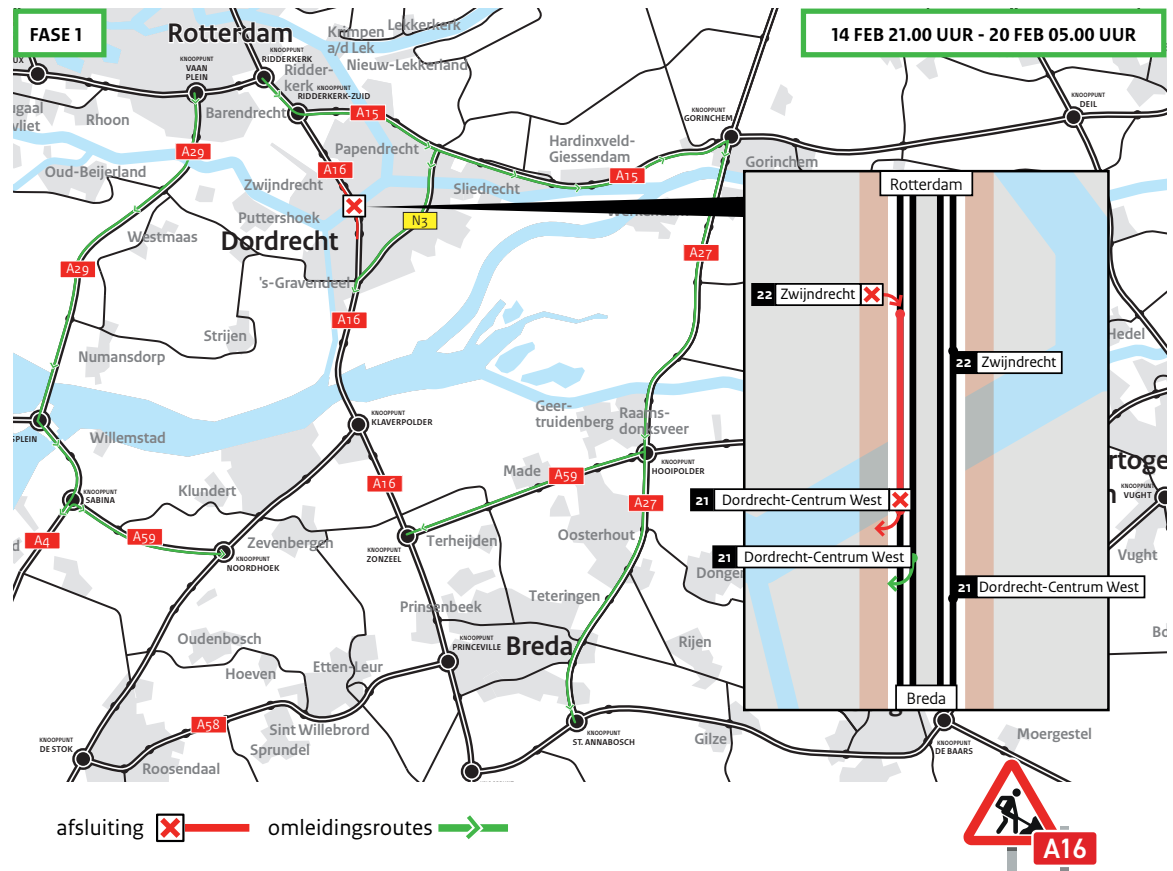 FASE 1
14 FEB 21.00 UUR - 20 FEB 05.00 UUR
Rotterdam
Krimpen
a/d Lek
Lekkerkerk
Nieuw-Lekkerland
KNOOPPUNT
RIDDERKERK
KNOOPPUNT
VAAN
PLEIN
Ridder-
kerk
KNOOPPUNT
RIDDERKERK-ZUID
Rhoon
Barendrecht
A15
KNOOPPUNT
GORINCHEM
KNOOPPUNT
DEIL
A29
Papendrecht
Hardinxveld-
Giessendam
Gorinchem
Oud-Beijerland
A16
A15
Zwijndrecht
Sliedrecht
Puttershoek
N3
Westmaas
Dordrecht
A27
A29
's-Gravendeel
A16
Strijen
Numansdorp
Hedel
Willemstad
KNOOPPUNT
KLAVERPOLDER
Geer-
truidenberg
Raams-
donksveer
KNOOPPUNT
HOOIPOLDER
Made
A59
A16
A27
KNOOPPUNT
SABINA
Klundert
KNOOPPUNT
VUGHT
A4
A59
Zevenbergen
KNOOPPUNT
NOORDHOEK
Terheijden
KNOOPPUNT
ZONZEEL
Oosterhout
Vught
Teteringen
Prinsenbeek
KNOOPPUNT
PRINCEVILLE
Breda
Rijen
Oudenbosch
Hoeven
Etten-Leur
A58
Sint Willebrord
Sprundel
KNOOPPUNT
DE STOK
Roosendaal
KNOOPPUNT
ST. ANNABOSCH
Gilze
KNOOPPUNT
DE BAARS
Moergestel
Rotterdam
22 Zwijndrecht
22 Zwijndrecht
21 Dordrecht-Centrum West
21 Dordrecht-Centrum West
21 Dordrecht-Centrum West
Breda
afsluiting
omleidingsroutes
A16